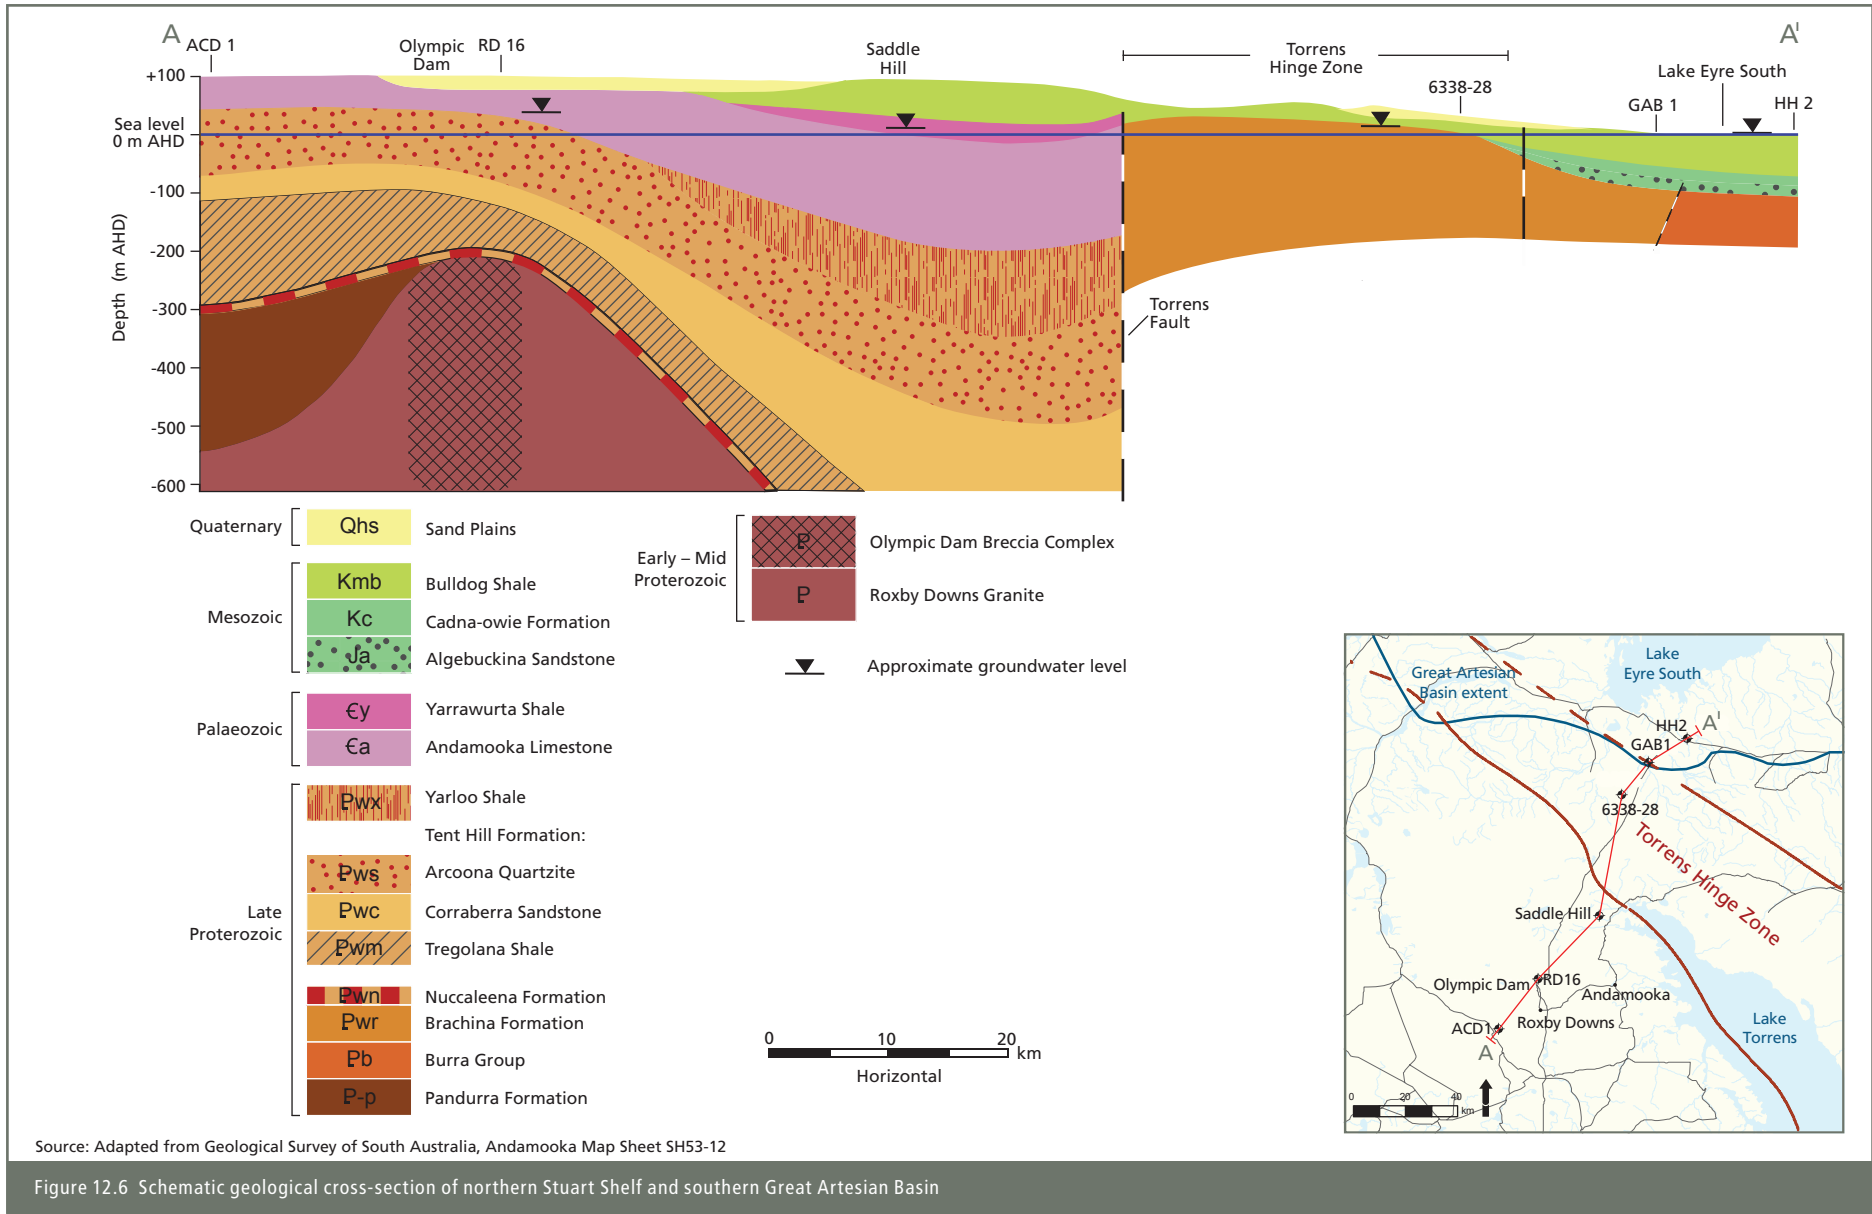 A
A'
ACD 1
Olympic
Dam
RD 16
Saddle
Hill
Torrens
Hinge Zone
6338-28
Lake Eyre South
GAB 1
HH 2
+100
Sea level
0 m AHD
-100
-200
-300
-400
-500
-600
Depth (m AHD)
Torrens
Fault
Quaternary
Qhs
Sand Plains
Mesozoic
Kmb
Bulldog Shale
Kc
Cadna-owie Formation
Ja
Algebuckina Sandstone
Palaeozoic
Єy
Yarrawurta Shale
Єa
Andamooka Limestone
Late
Proterozoic
Pwx
Yarloo Shale
Tent Hill Formation:
Pws
Arcoona Quartzite
Pwc
Corraberra Sandstone
Pwm
Tregolana Shale
Pwn
Nuccaleena Formation
Pwr
Brachina Formation
Pb
Burra Group
P-p
Pandurra Formation
Early – Mid
Proterozoic
P
Olympic Dam Breccia Complex
P
Roxby Downs Granite
Approximate groundwater level
0 10 20 km
Horizontal
Great Artesian
Basin extent
Lake
Eyre South
HH2
A'
GAB1
6338-28
Torrens Hinge Zone
Saddle Hill
Olympic Dam
RD16
Andamooka
ACD1
Roxby Downs
A
Lake
Torrens
0 20 40
km
Source: Adapted from Geological Survey of South Australia, Andamooka Map Sheet SH53-12
Figure 12.6 Schematic geological cross-section of northern Stuart Shelf and southern Great Artesian Basin